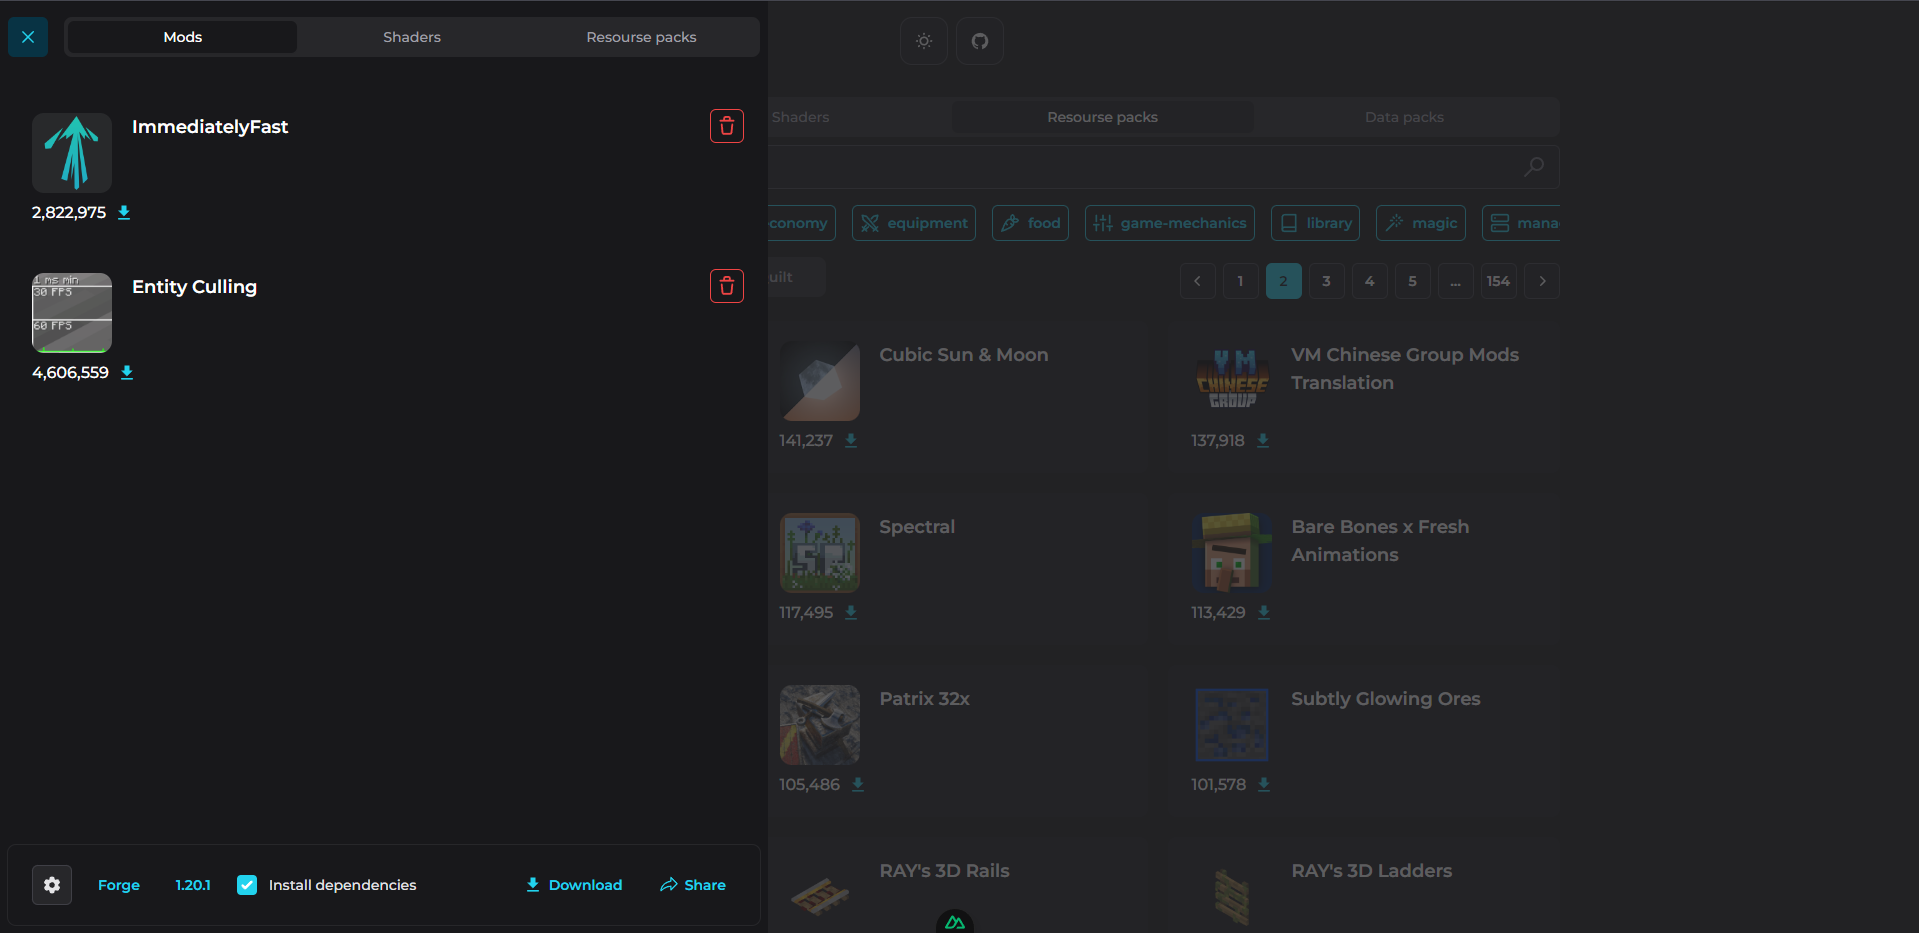 Mods
Shaders
Resourse packs
ImmediatelyFast
2,822,975
1 ms min
30 FPS
60 FPS
Entity Culling
4,606,559
Forge
1.20.1
Install dependencies
Download
Share
Shaders
Resourse packs
Data packs
conomy
equipment
food
game-mechanics
library
magic
mana
uilt
1
2
3
4
5
...
154
Cubic Sun & Moon
141,237
VM CHINESE GROUP
VM Chinese Group Mods
Translation
137,918
Spectral
117,495
Bare Bones x Fresh
Animations
113,429
Patrix 32x
105,486
Subtly Glowing Ores
101,578
RAY's 3D Rails
RAY's 3D Ladders